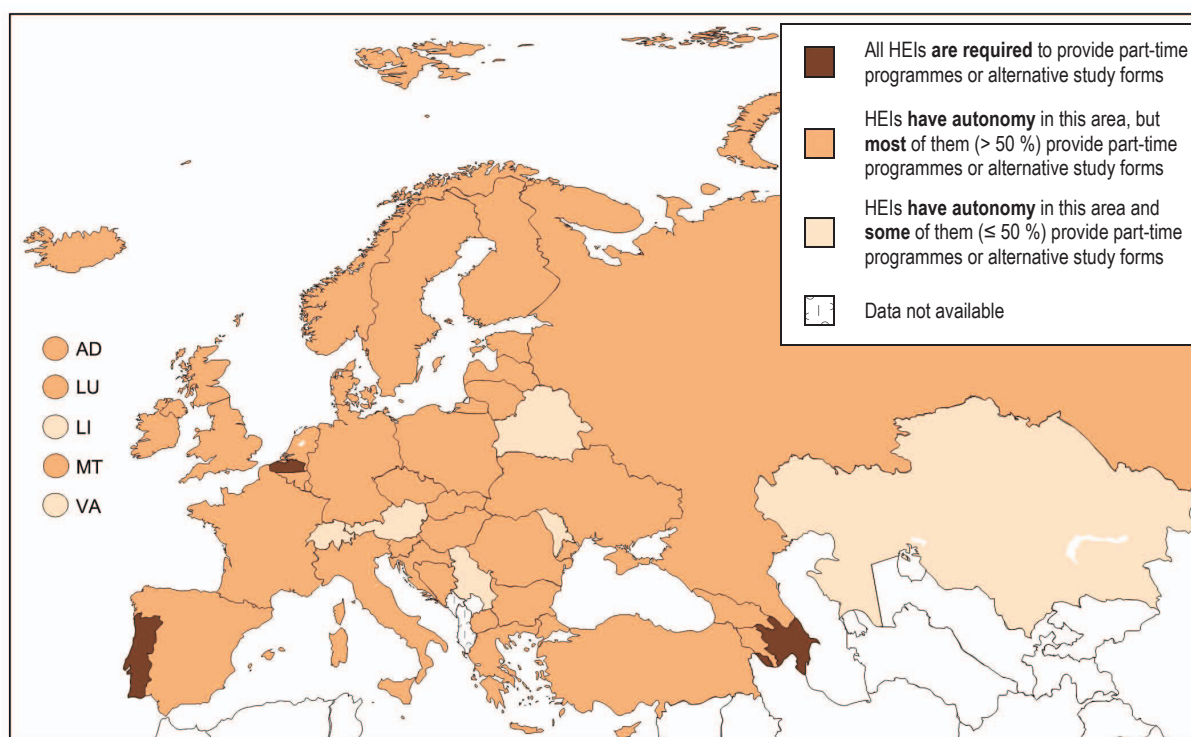 All HEIs are required to provide part-time
programmes or alternative study forms
HEIs have autonomy in this area, but
most of them (> 50 %) provide part-time
programmes or alternative study forms
HEIs have autonomy in this area and
some of them (≤ 50 %) provide part-time
programmes or alternative study forms
Data not available
AD
LU
LI
MT
VA